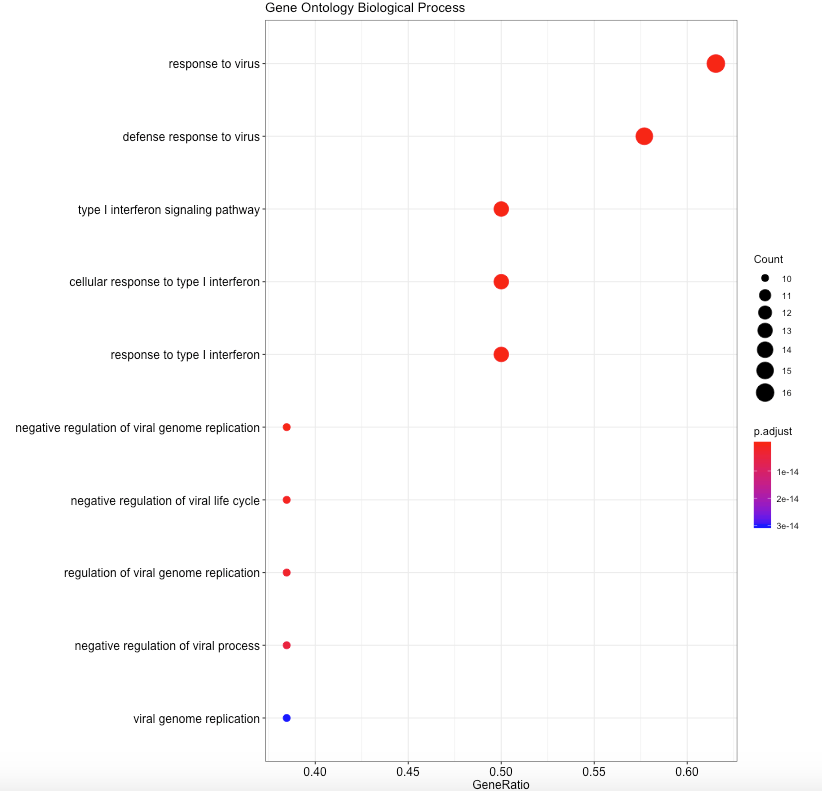 Gene Ontology Biological Process
response to virus
defense response to virus
type I interferon signaling pathway
cellular response to type I interferon
response to type I interferon
negative regulation of viral genome replication
negative regulation of viral life cycle
regulation of viral genome replication
negative regulation of viral process
viral genome replication
0.40 0.45 0.50 0.55 0.60
GeneRatio
Count
10
11
12
13
14
15
16
p.adjust
1e-14
2e-14
3e-14